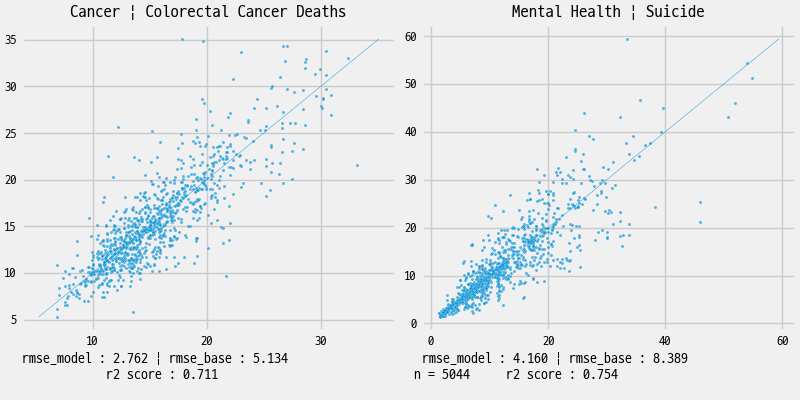 Cancer ¦ Colorectal Cancer Deaths
35
30
25
20
15
10
5
10 20 30
rmse_model : 2.762 ¦ rmse_base : 5.134
r2 score : 0.711
Mental Health ¦ Suicide
60
50
40
30
20
10
0
0 20 40 60
rmse_model : 4.160 ¦ rmse_base : 8.389
n = 5044 r2 score : 0.754